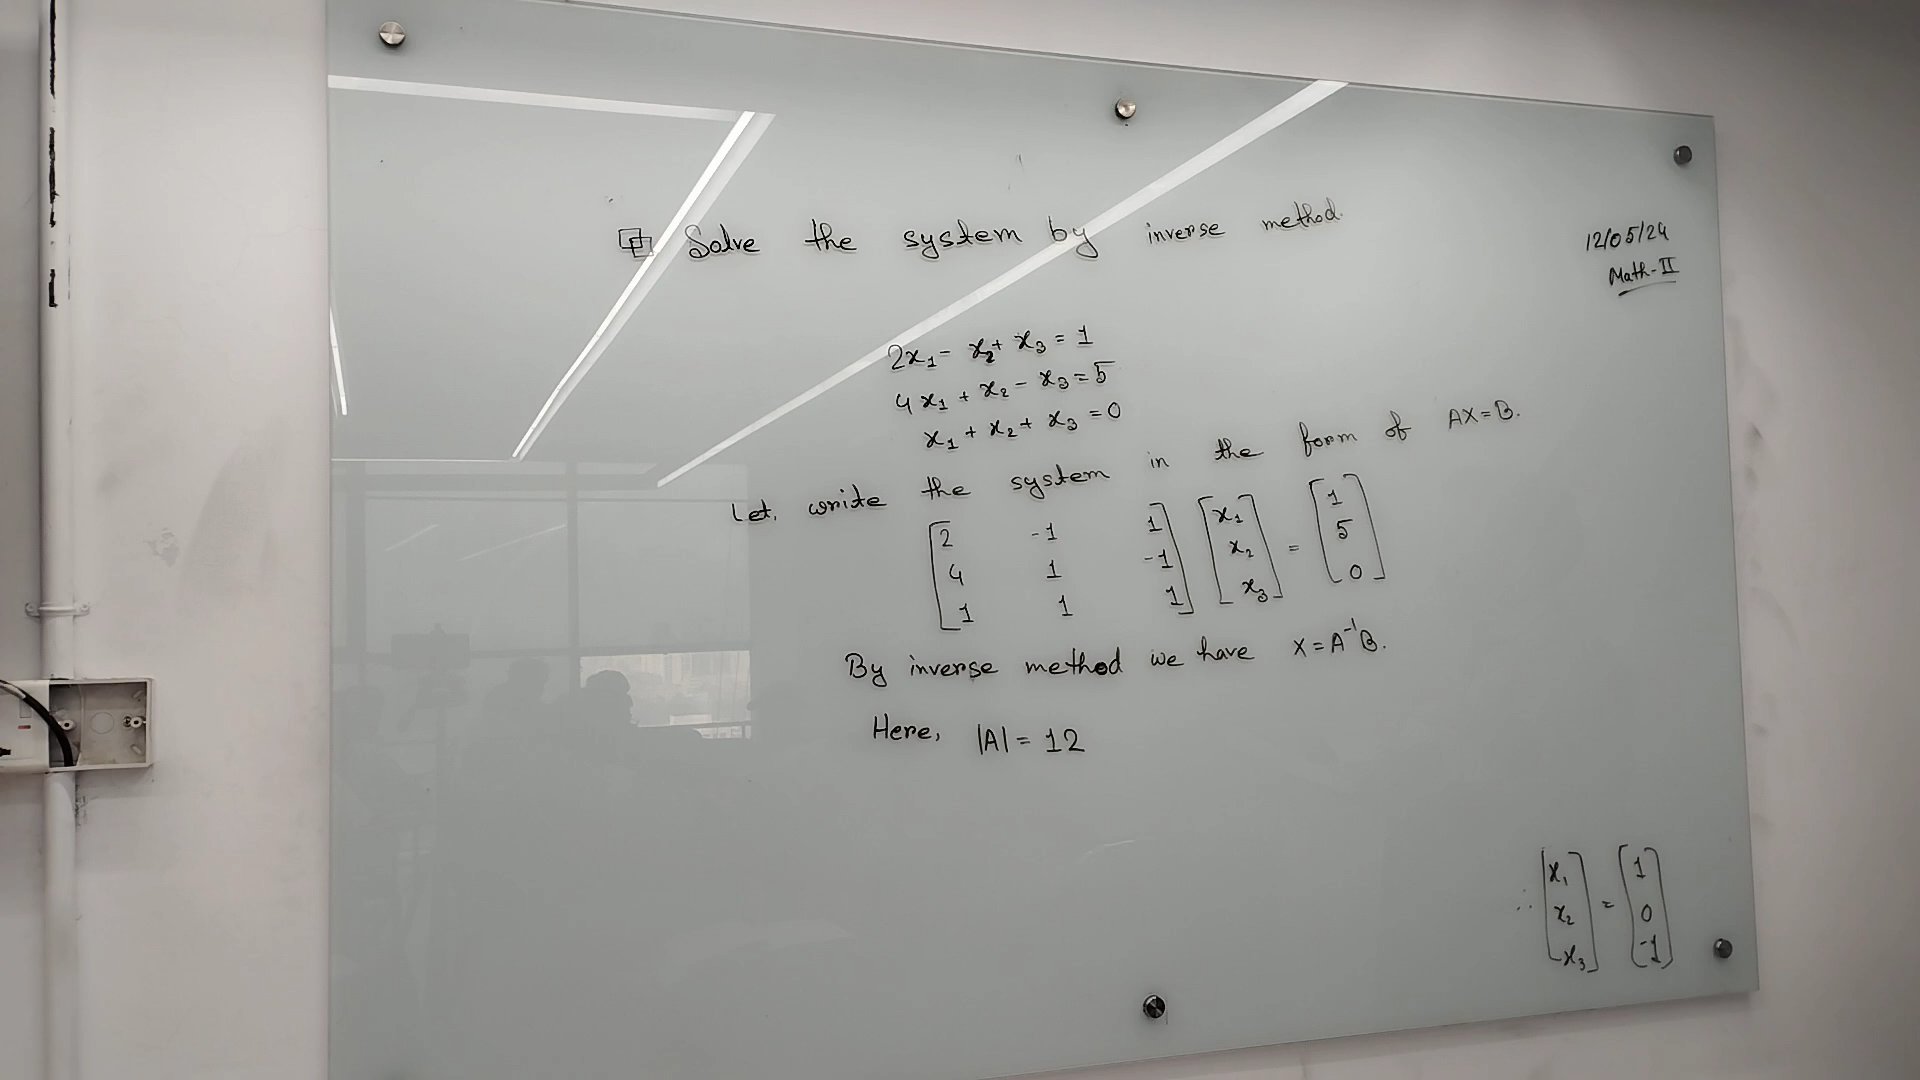 Solve the system by inverse method.
12/05/24
Math-II
2x₁ - x₂ + x₃ = 1
4x₁ + x₂ - x₃ = 5
x₁ + x₂ + x₃ = 0
Let, write the system in the form of AX=B.
[2 -1 1] [x₁] [1]
[4 1 -1] [x₂] = [5]
[1 1 1] [x₃] [0]
By inverse method we have X = A⁻¹B.
Here, |A| = 12
[x₁] [1]
∴ [x₂] = [0]
[x₃] [-1]